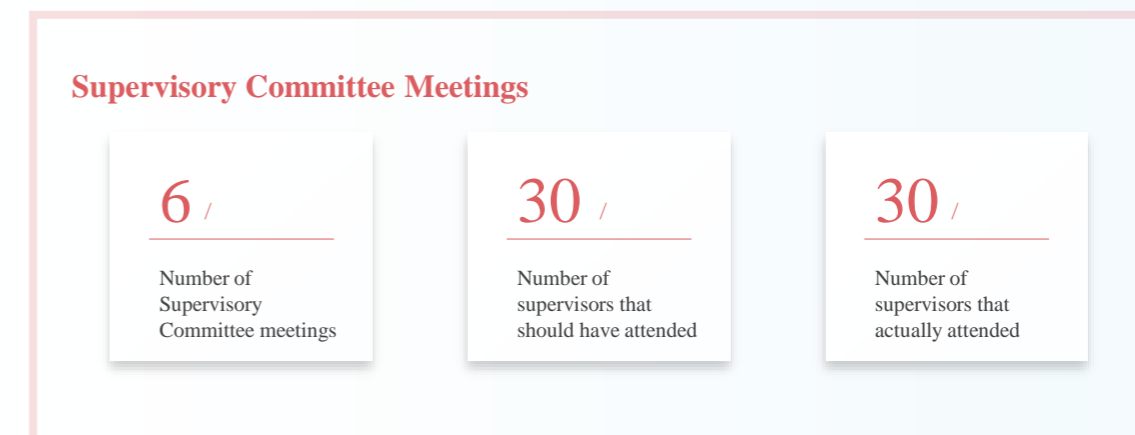 Supervisory Committee Meetings
6 /
Number of
Supervisory
Committee meetings
30 /
Number of
supervisors that
should have attended
30 /
Number of
supervisors that
actually attended